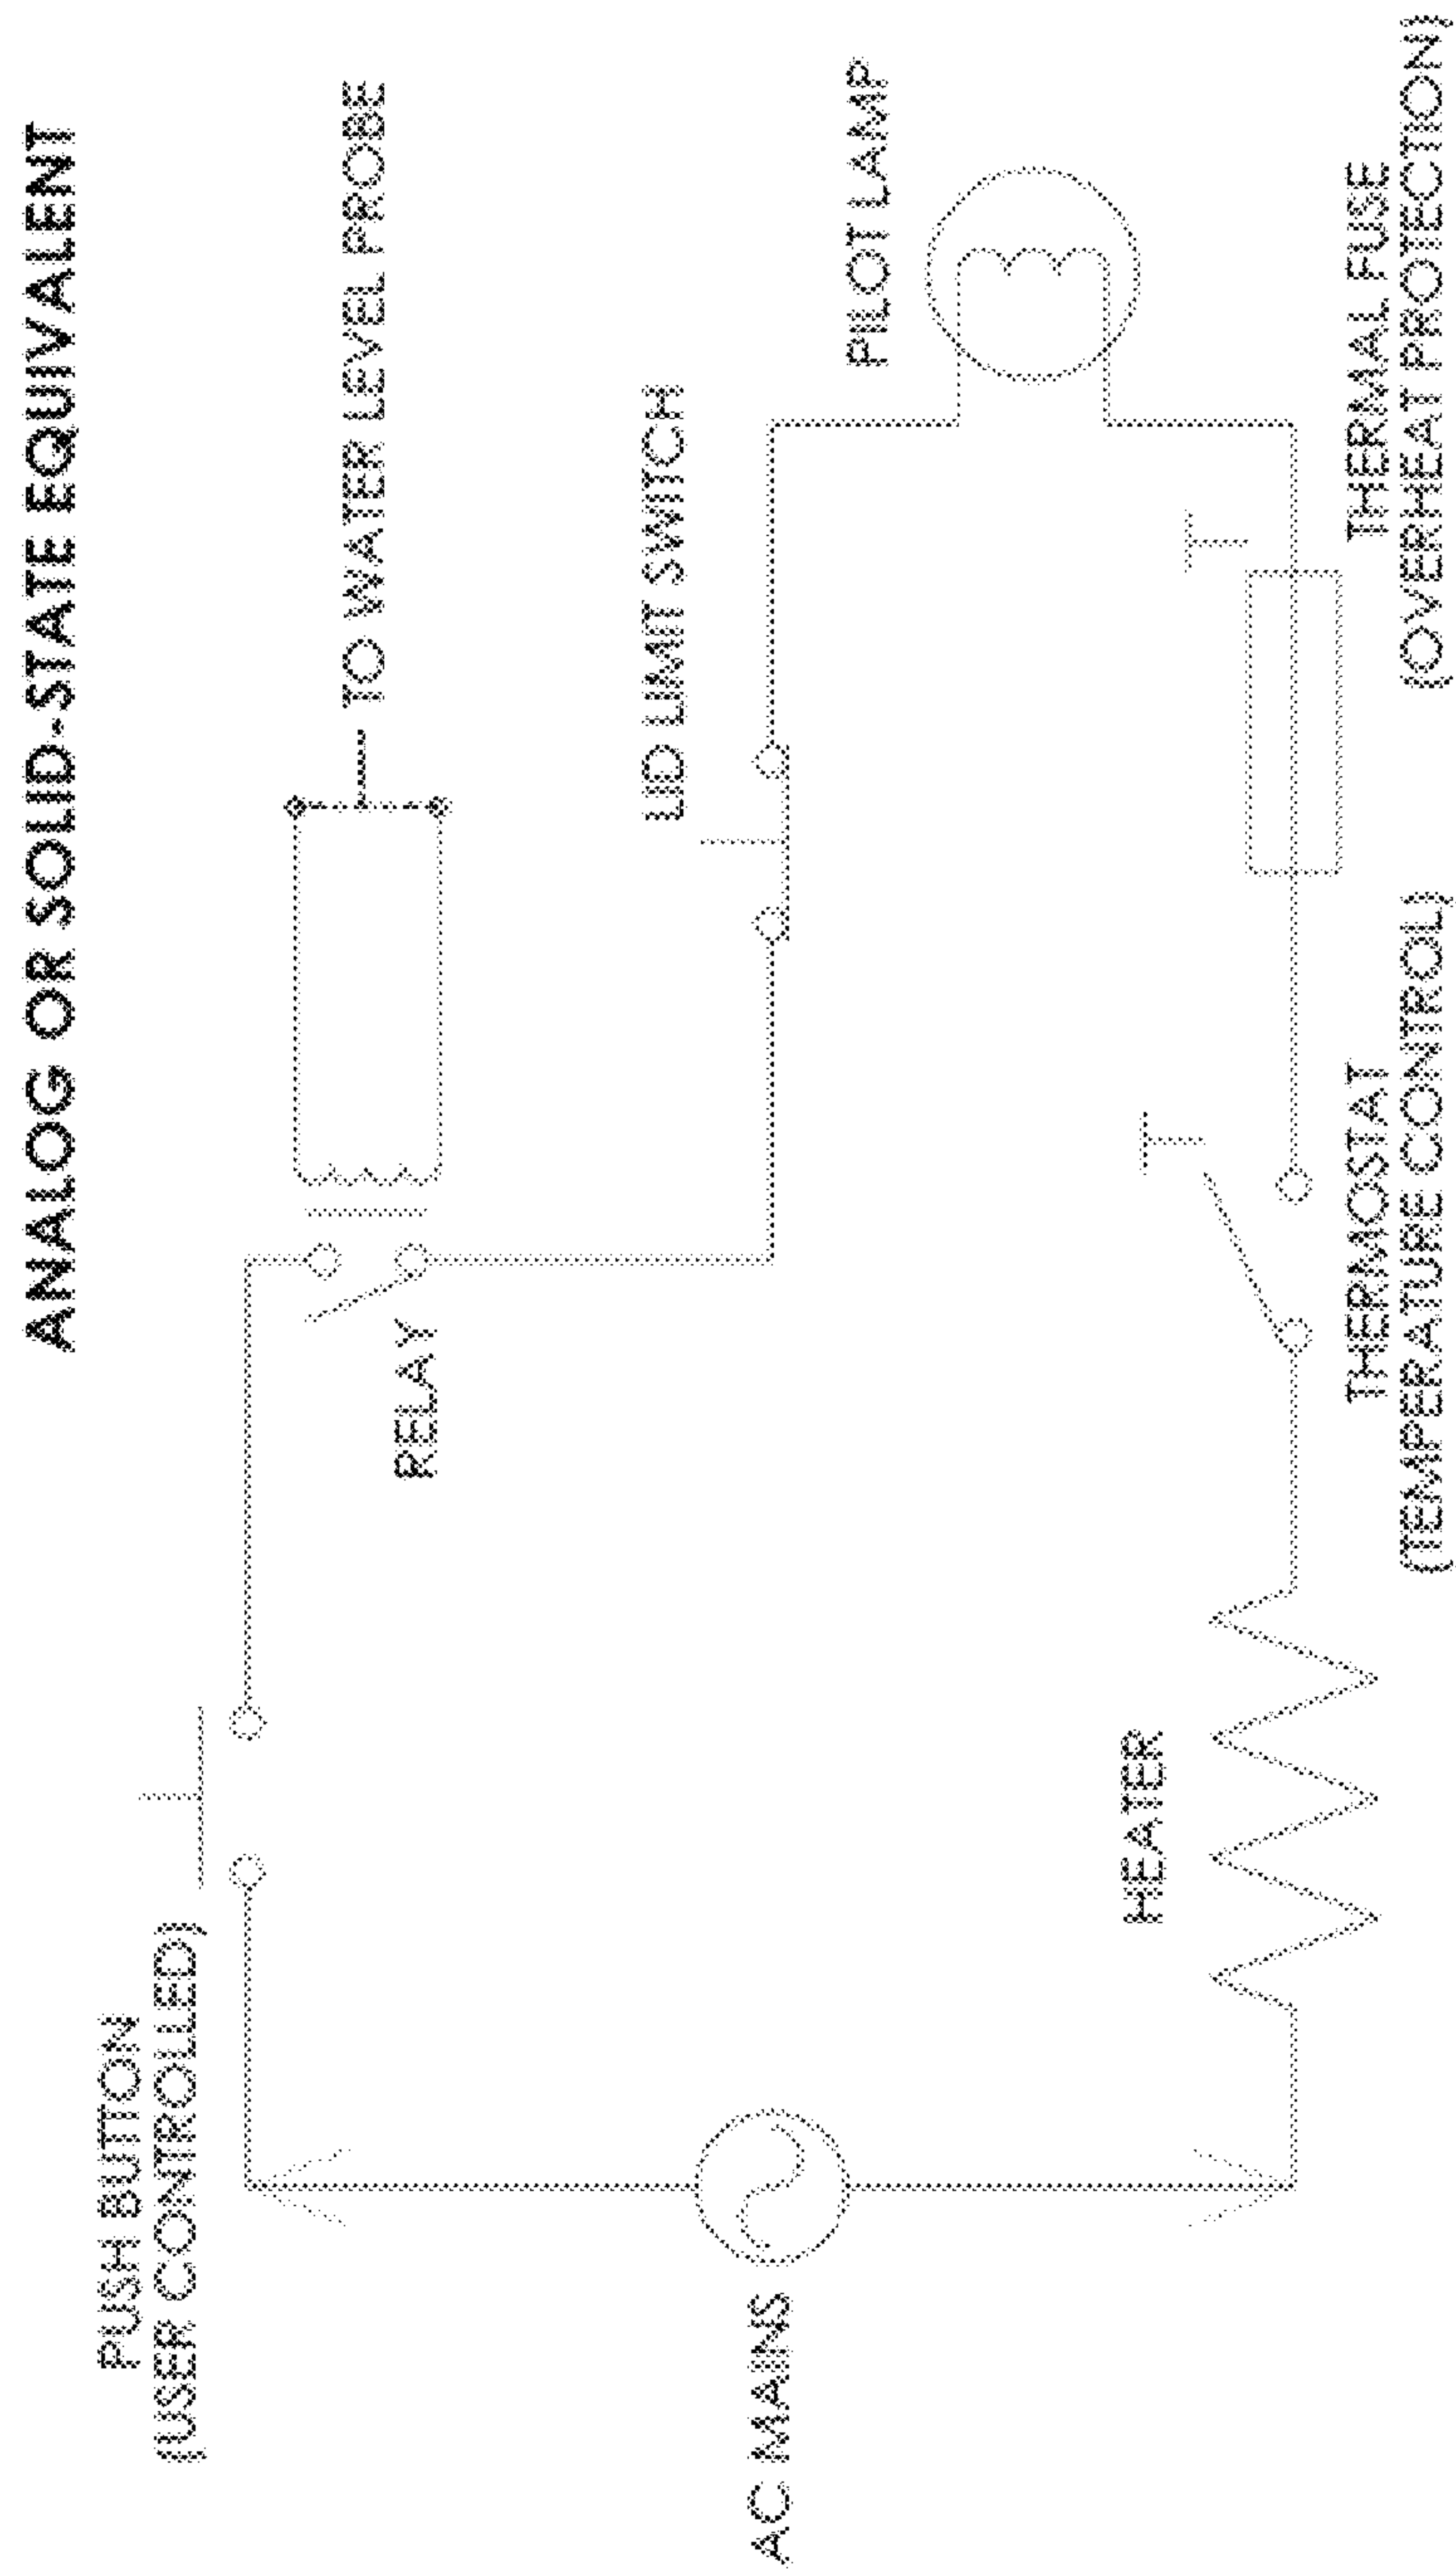 ANALOG OR SOLID-STATE EQUIVALENT
PUSH BUTTON
(USER CONTROLLED)
TO WATER LEVEL PROBE
RELAY
LID LIMIT SWITCH
AC MAINS
PILOT LAMP
HEATER
T
T
THERMOSTAT
(TEMPERATURE CONTROL)
THERMAL FUSE
(OVERHEAT PROTECTION)